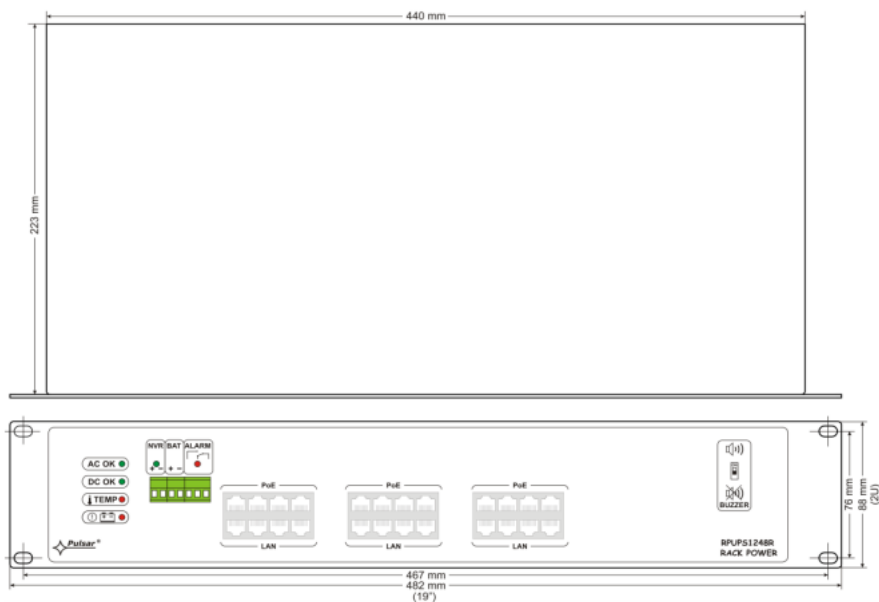 440 mm
223 mm
NVR BAT ALARM
+ - + -
AC OK
DC OK
TEMP
PoE PoE PoE
LAN LAN LAN
BUZZER
Pulsar®
RPUPS1248R
RACK POWER
76 mm
88 mm
(2U)
467 mm
482 mm
(19")